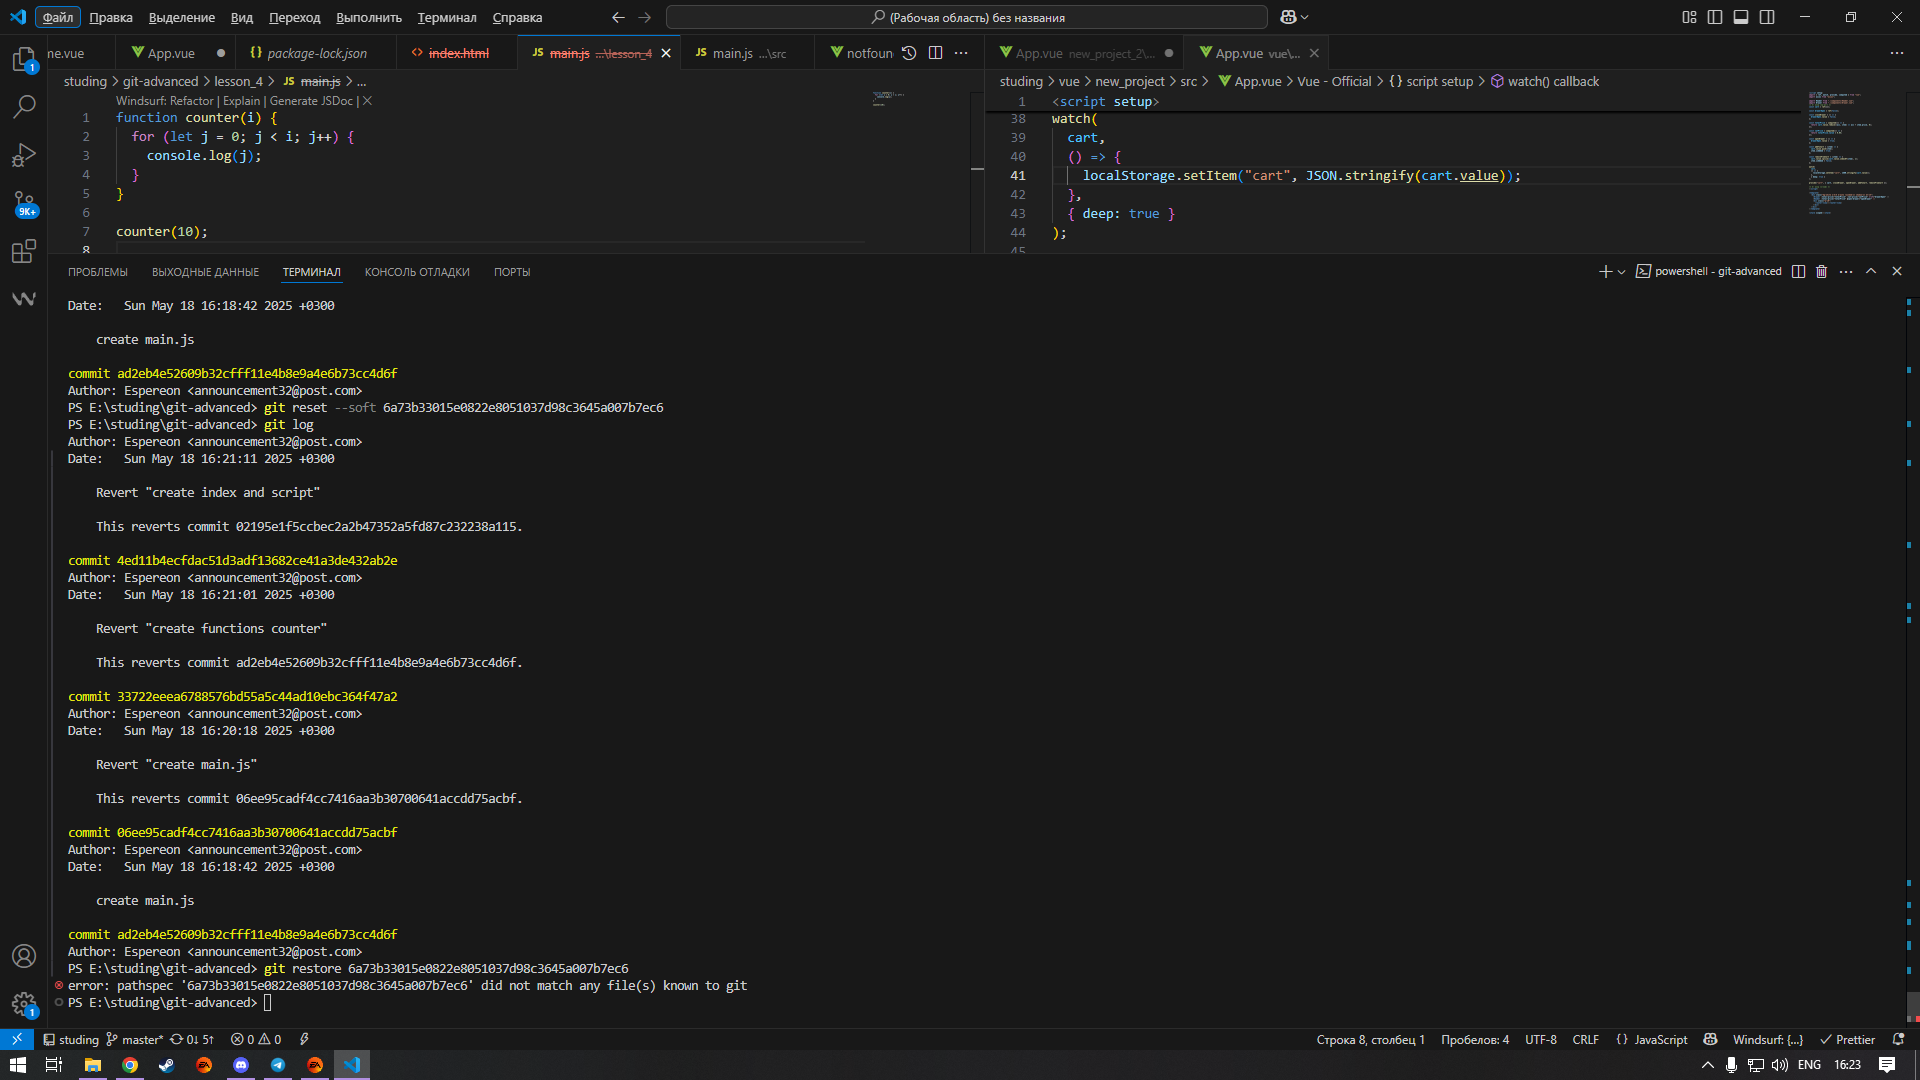 Файл Правка Выделение Вид Переход Выполнить Терминал Справка
(Рабочая область) без названия
ne.vue
App.vue
package-lock.json
index.html
JS main.js ...\lesson_4
JS main.js ...\src
notfoun
App.vue new_project_2\...
App.vue vue\...
studing > git-advanced > lesson_4 > JS main.js > ...
studing > vue > new_project > src > App.vue > Vue - Official > {} script setup > watch() callback
Windsurf: Refactor | Explain | Generate JSDoc | X
1 function counter(i) {
2 for (let j = 0; j < i; j++) {
3 console.log(j);
4 }
5 }
6
7 counter(10);
8
1 <script setup>
38 watch(
39 cart,
40 () => {
41 localStorage.setItem("cart", JSON.stringify(cart.value));
42 },
43 { deep: true }
44 );
45
ПРОБЛЕМЫ ВЫХОДНЫЕ ДАННЫЕ ТЕРМИНАЛ КОНСОЛЬ ОТЛАДКИ ПОРТЫ
powershell - git-advanced
Date:   Sun May 18 16:18:42 2025 +0300
create main.js
commit ad2eb4e52609b32cfff11e4b8e9a4e6b73cc4d6f
Author: Espereon <announcement32@post.com>
PS E:\studing\git-advanced> git reset --soft 6a73b33015e0822e8051037d98c3645a007b7ec6
PS E:\studing\git-advanced> git log
Author: Espereon <announcement32@post.com>
Date:   Sun May 18 16:21:11 2025 +0300
Revert "create index and script"
This reverts commit 02195e1f5ccbec2a2b47352a5fd87c232238a115.
commit 4ed11b4ecfdac51d3adf13682ce41a3de432ab2e
Author: Espereon <announcement32@post.com>
Date:   Sun May 18 16:21:01 2025 +0300
Revert "create functions counter"
This reverts commit ad2eb4e52609b32cfff11e4b8e9a4e6b73cc4d6f.
commit 33722eeea6788576bd55a5c44ad10ebc364f47a2
Author: Espereon <announcement32@post.com>
Date:   Sun May 18 16:20:18 2025 +0300
Revert "create main.js"
This reverts commit 06ee95cadf4cc7416aa3b30700641accdd75acbf.
commit 06ee95cadf4cc7416aa3b30700641accdd75acbf
Author: Espereon <announcement32@post.com>
Date:   Sun May 18 16:18:42 2025 +0300
create main.js
commit ad2eb4e52609b32cfff11e4b8e9a4e6b73cc4d6f
Author: Espereon <announcement32@post.com>
PS E:\studing\git-advanced> git restore 6a73b33015e0822e8051037d98c3645a007b7ec6
error: pathspec '6a73b33015e0822e8051037d98c3645a007b7ec6' did not match any file(s) known to git
PS E:\studing\git-advanced>
1
9K+
1
studing master* 0↓ 5↑ 0 0
Строка 8, столбец 1 Пробелов: 4 UTF-8 CRLF {} JavaScript Windsurf: {...} Prettier
ENG 16:23